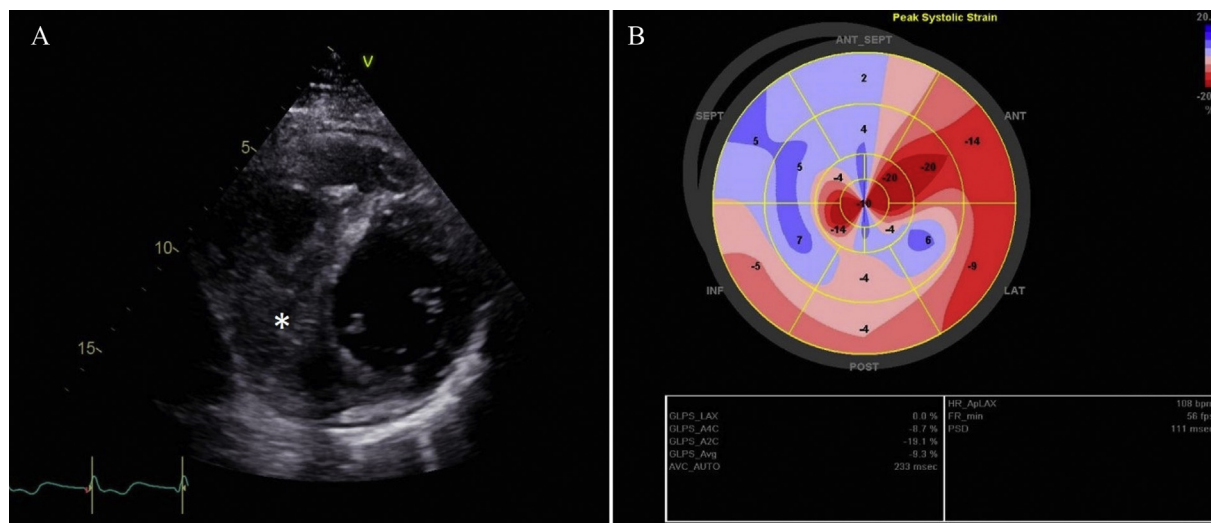 A
V
5
10
15
*
B
Peak Systolic Strain
ANT_SEPT
20.
-20
%
SEPT
ANT
INF
LAT
POST
2
4
5
5
7
-4
-14
-20
-20
-14
-4
6
-9
-5
-4
-4
GLPS_LAX 0.0 %
GLPS_A4C -8.7 %
GLPS_A2C -19.1 %
GLPS_Avg -9.3 %
AVC_AUTO 233 msec
HR_ApLAX 108 bpm
FR_min 56 fps
PSD 111 msec